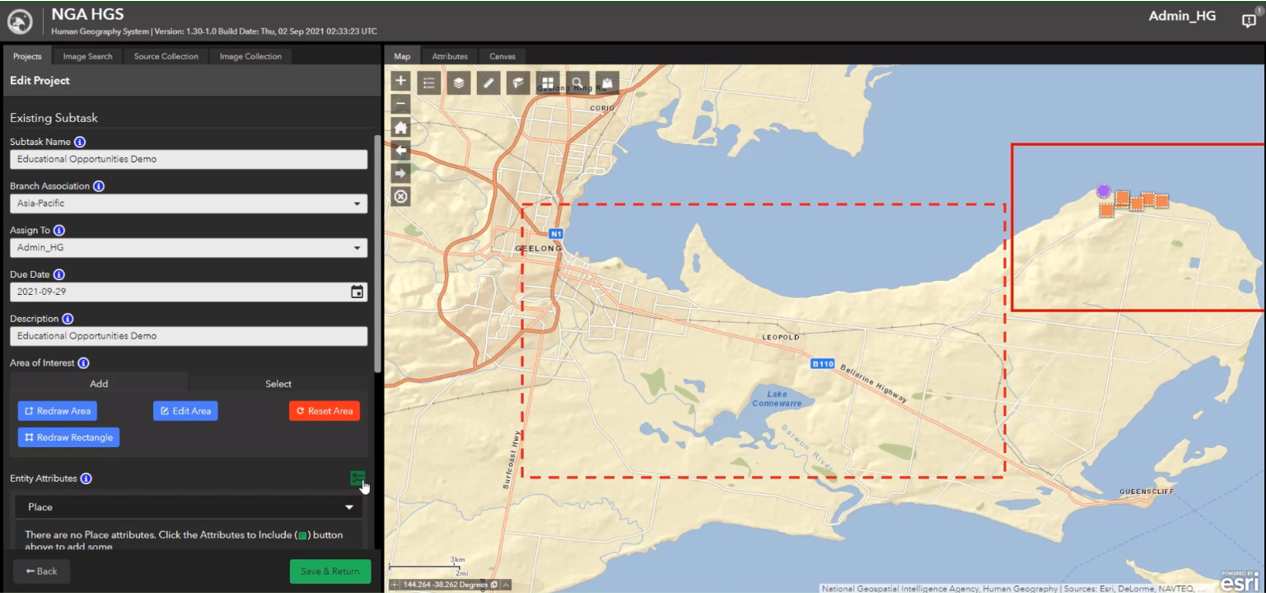 NGA HGS
Human Geography System | Version: 1.30-1.0 Build Date: Thu, 02 Sep 2021 02:33:23 UTC
Admin_HG
Projects
Image Search
Source Collection
Image Collection
Map
Attributes
Canvas
Edit Project
Existing Subtask
Subtask Name
Educational Opportunities Demo
Branch Association
Asia-Pacific
Assign To
Admin_HG
Due Date
2021-09-29
Description
Educational Opportunities Demo
Area of Interest
Add
Select
Redraw Area
Edit Area
Reset Area
Redraw Rectangle
Entity Attributes
Place
There are no Place attributes. Click the Attributes to Include ( ) button
above to add some
Back
Save & Return
CORIO
N1
GEELONG
LEOPOLD
B110
Bellarine Highway
Lake
Connewarre
Barwon River
Surfcoast Hwy
QUEENSCLIFF
3km
2mi
144.264 -38.262 Degrees
National Geospatial Intelligence Agency, Human Geography | Sources: Esri, DeLorme, NAVTEQ, ...
POWERED BY
esri